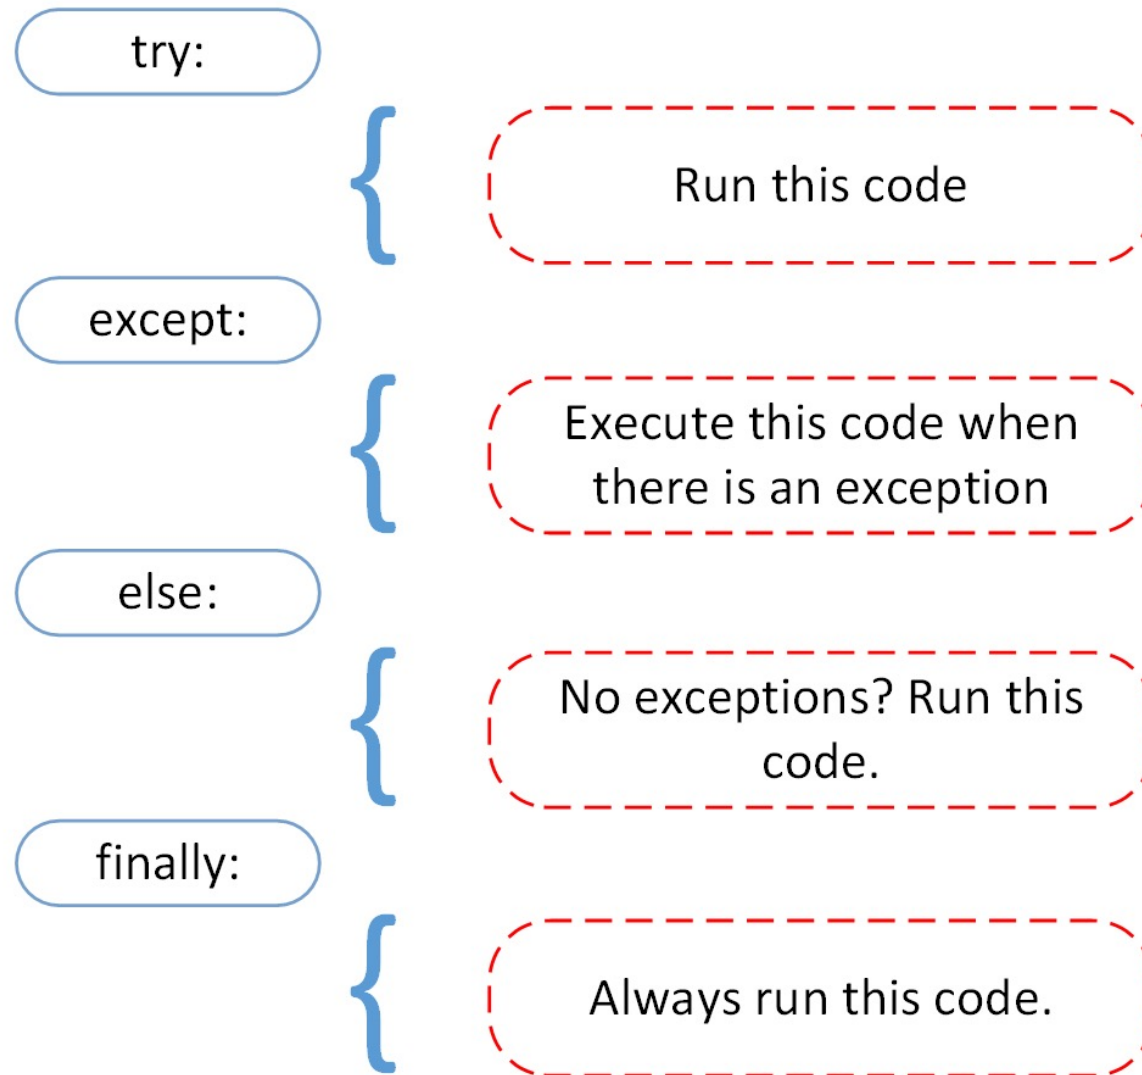 try:
Run this code
except:
Execute this code when
there is an exception
else:
No exceptions? Run this
code.
finally:
Always run this code.